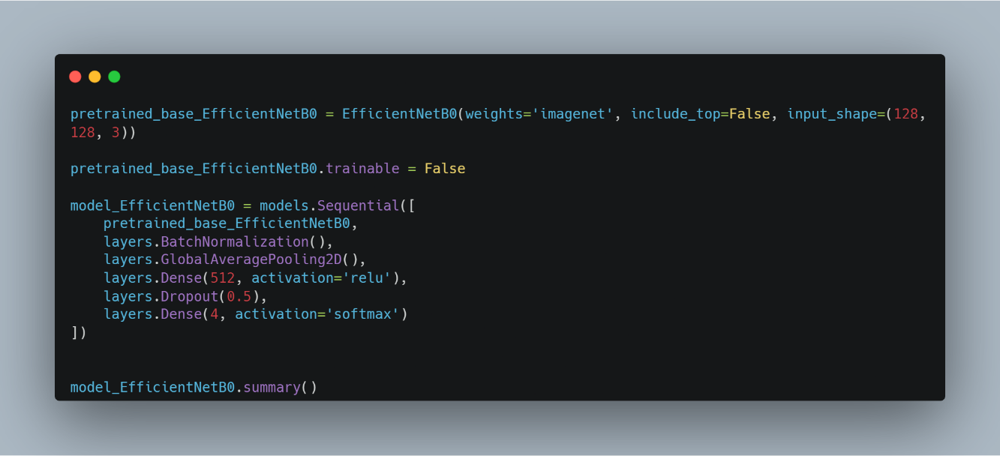 pretrained_base_EfficientNetB0 = EfficientNetB0(weights='imagenet', include_top=False, input_shape=(128,
128, 3))
pretrained_base_EfficientNetB0.trainable = False
model_EfficientNetB0 = models.Sequential([
    pretrained_base_EfficientNetB0,
    layers.BatchNormalization(),
    layers.GlobalAveragePooling2D(),
    layers.Dense(512, activation='relu'),
    layers.Dropout(0.5),
    layers.Dense(4, activation='softmax')
])
model_EfficientNetB0.summary()